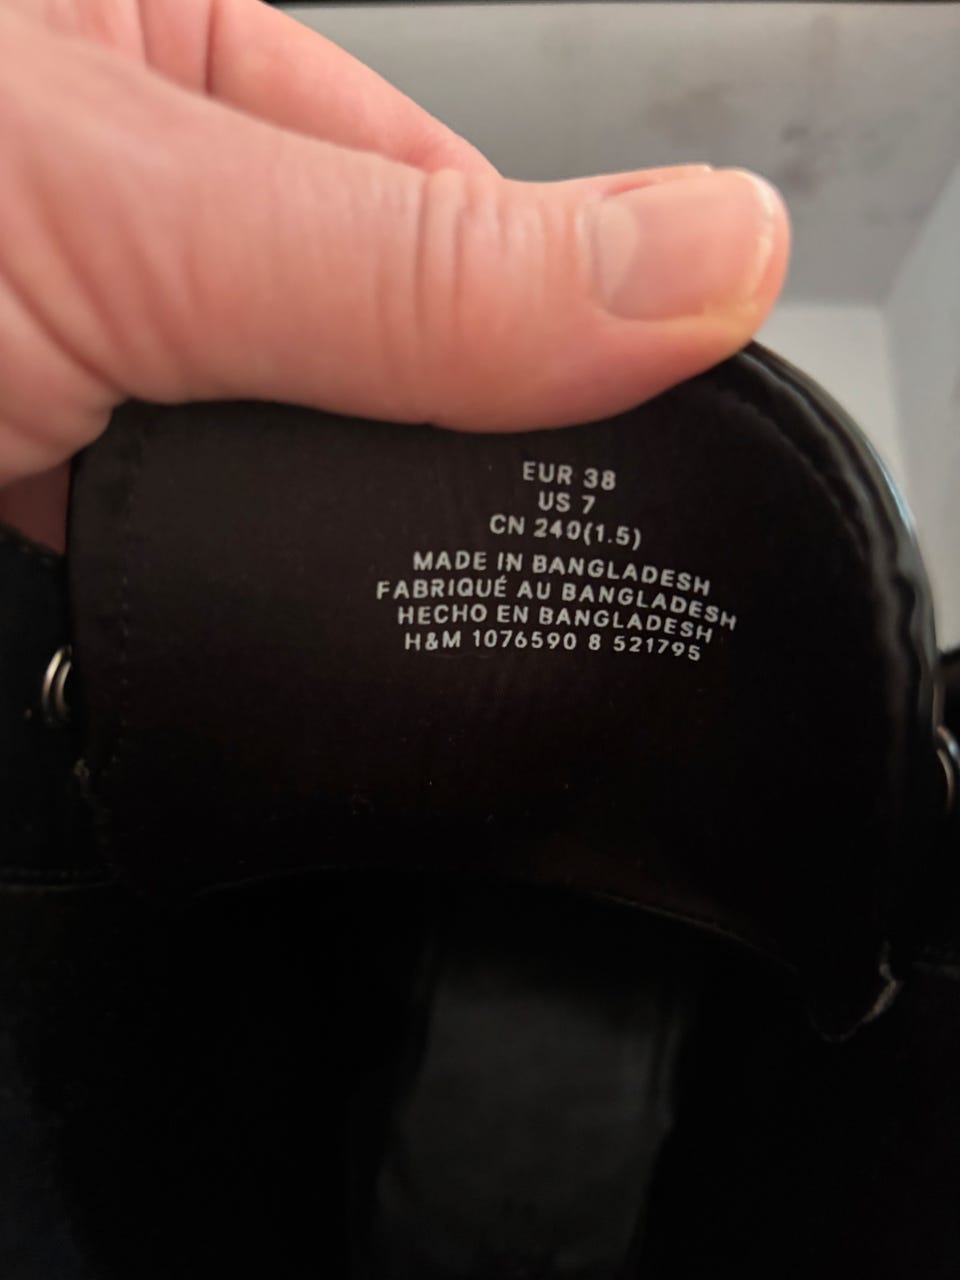 EUR 38
US 7
CN 240(1.5)
MADE IN BANGLADESH
FABRIQUÉ AU BANGLADESH
HECHO EN BANGLADESH
H&M 1076590 8 521795